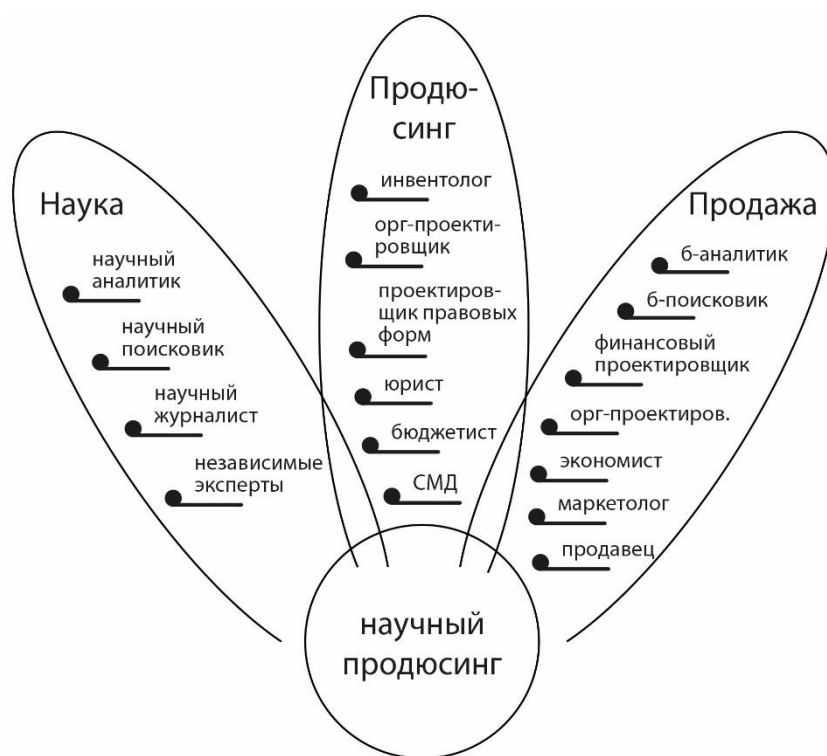 Наука
научный
аналитик
научный
поисковик
научный
журналист
независимые
эксперты
Продю-
синг
инвентолог
орг-проекти-
ровщик
проектиров-
щик правовых
форм
юрист
бюджетист
СМД
Продажа
б-аналитик
б-поисковик
финансовый
проектировщик
орг-проектиров.
экономист
маркетолог
продавец
научный
продюсинг